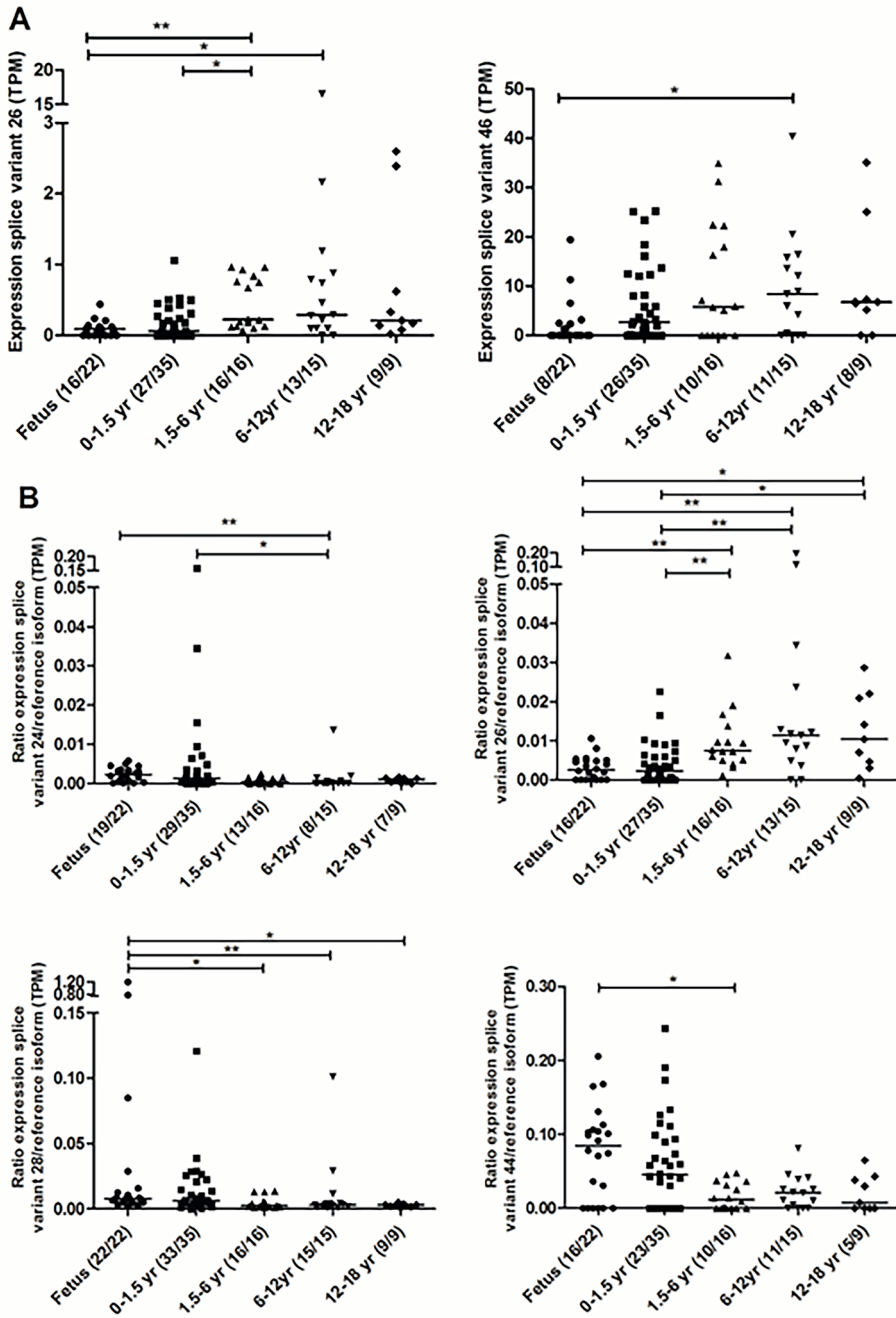 A
** 
*
*
Expression splice variant 26 (TPM)
20
15
3
2
1
0
Fetus (16/22)
0-1.5 yr (27/35)
1.5-6 yr (16/16)
6-12yr (13/15)
12-18 yr (9/9)
*
Expression splice variant 46 (TPM)
50
40
30
20
10
0
Fetus (8/22)
0-1.5 yr (26/35)
1.5-6 yr (10/16)
6-12yr (11/15)
12-18 yr (8/9)
B
**
*
Ratio expression splice
variant 24/reference isoform (TPM)
0.20
0.15
0.05
0.04
0.03
0.02
0.01
0.00
Fetus (19/22)
0-1.5 yr (29/35)
1.5-6 yr (13/16)
6-12yr (8/15)
12-18 yr (7/9)
*
*
**
**
**
**
Ratio expression splice
variant 26/reference isoform (TPM)
0.20
0.10
0.05
0.04
0.03
0.02
0.01
0.00
Fetus (16/22)
0-1.5 yr (27/35)
1.5-6 yr (16/16)
6-12yr (13/15)
12-18 yr (9/9)
*
**
*
Ratio expression splice
variant 28/reference isoform (TPM)
1.20
0.80
0.15
0.10
0.05
0.00
Fetus (22/22)
0-1.5 yr (33/35)
1.5-6 yr (16/16)
6-12yr (15/15)
12-18 yr (9/9)
*
Ratio expression splice
variant 44/reference isoform (TPM)
0.30
0.20
0.10
0.00
Fetus (16/22)
0-1.5 yr (23/35)
1.5-6 yr (10/16)
6-12yr (11/15)
12-18 yr (5/9)